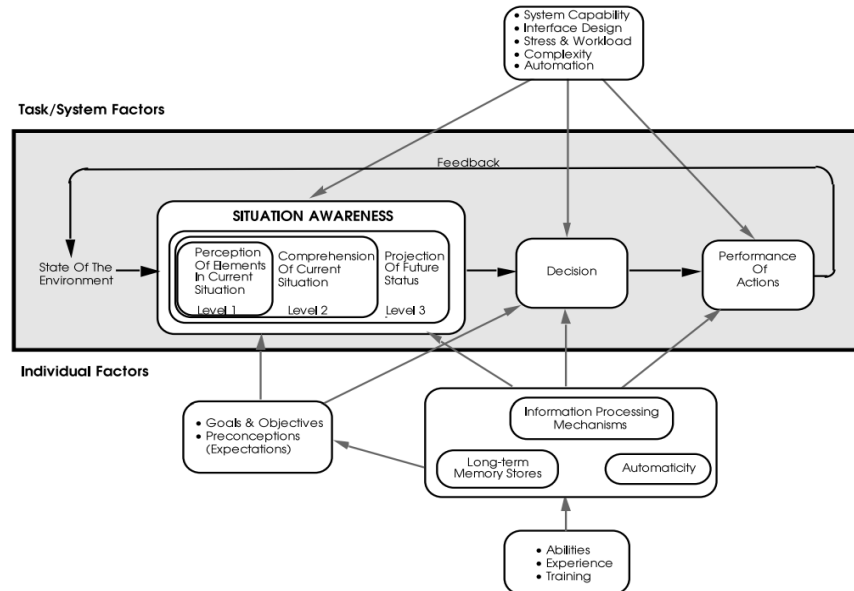 • System Capability
• Interface Design
• Stress & Workload
• Complexity
• Automation
Task/System Factors
Feedback
SITUATION AWARENESS
State Of The
Environment
Perception
Of Elements
In Current
Situation
Level 1
Comprehension
Of Current
Situation
Level 2
Projection
Of Future
Status
Level 3
Decision
Performance
Of
Actions
Individual Factors
• Goals & Objectives
• Preconceptions
(Expectations)
Information Processing
Mechanisms
Long-term
Memory Stores
Automaticity
• Abilities
• Experience
• Training